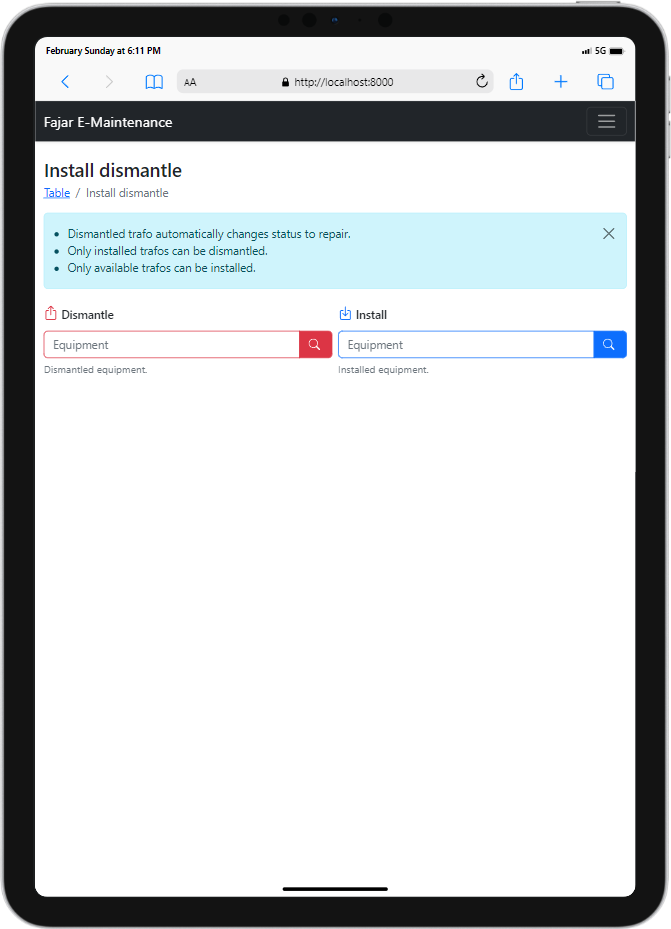 February Sunday at 6:11 PM
5G
AA
http://localhost:8000
Fajar E-Maintenance
Install dismantle
Table / Install dismantle
• Dismantled trafo automatically changes status to repair.
• Only installed trafos can be dismantled.
• Only available trafos can be installed.
Dismantle
Install
Equipment
Equipment
Dismantled equipment.
Installed equipment.